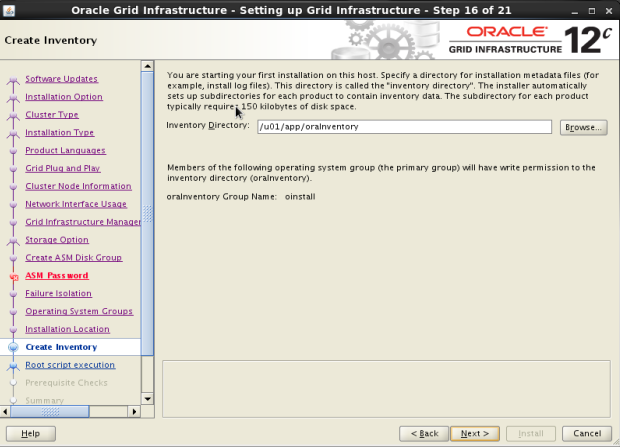 Oracle Grid Infrastructure - Setting up Grid Infrastructure - Step 16 of 21
Create Inventory
ORACLE
GRID INFRASTRUCTURE 12c
Software Updates
Installation Option
Cluster Type
Installation Type
Product Languages
Grid Plug and Play
Cluster Node Information
Network Interface Usage
Grid Infrastructure Manager
Storage Option
Create ASM Disk Group
ASM Password
Failure Isolation
Operating System Groups
Installation Location
Create Inventory
Root script execution
Prerequisite Checks
Summary
You are starting your first installation on this host. Specify a directory for installation metadata files (for
example, install log files). This directory is called the "inventory directory". The installer automatically
sets up subdirectories for each product to contain inventory data. The subdirectory for each product
typically requires 150 kilobytes of disk space.
Inventory Directory: /u01/app/oraInventory Browse...
Members of the following operating system group (the primary group) will have write permission to the
inventory directory (oraInventory).
oraInventory Group Name: oinstall
Help < Back Next > Install Cancel